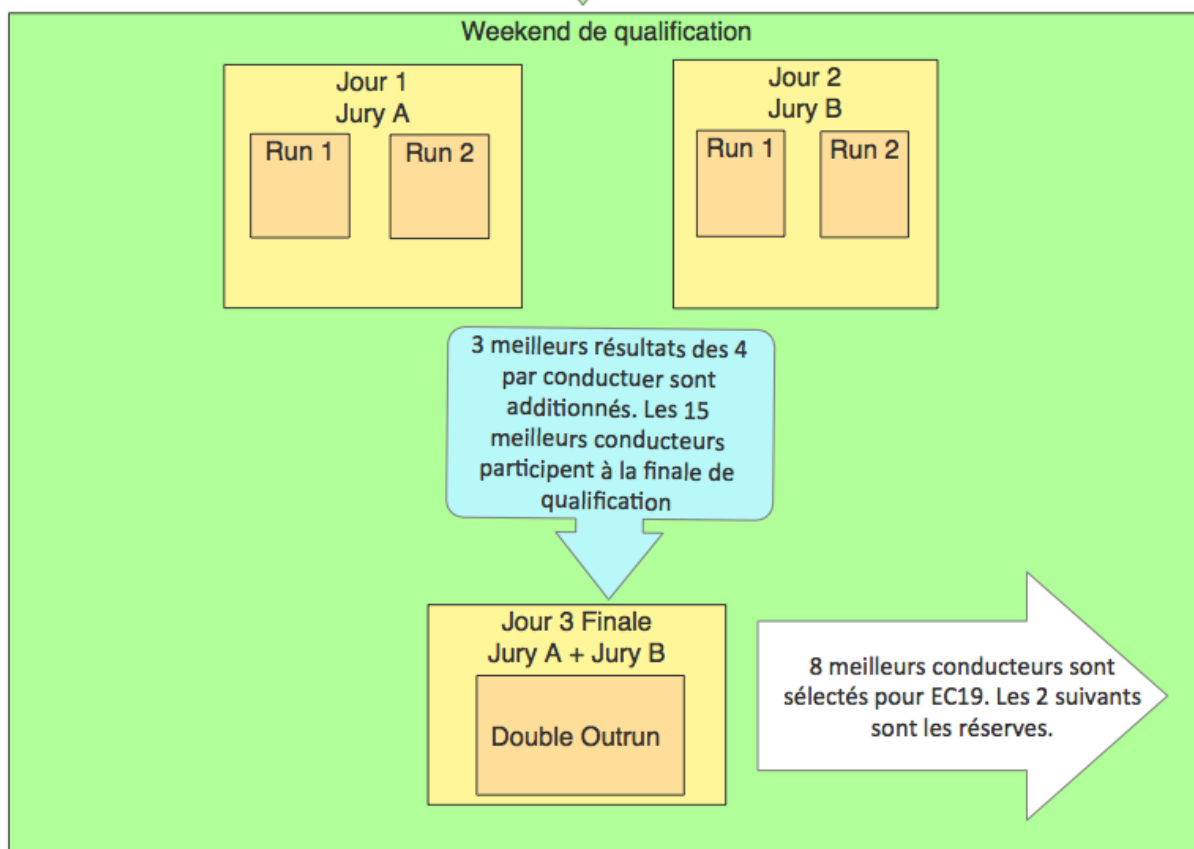 Weekend de qualification
Jour 1
Jury A
Run 1
Run 2
Jour 2
Jury B
Run 1
Run 2
3 meilleurs résultats des 4
par conductuer sont
additionnés. Les 15
meilleurs conducteurs
participent à la finale de
qualification
Jour 3 Finale
Jury A + Jury B
Double Outrun
8 meilleurs conducteurs sont
sélectés pour EC19. Les 2 suivants
sont les réserves.